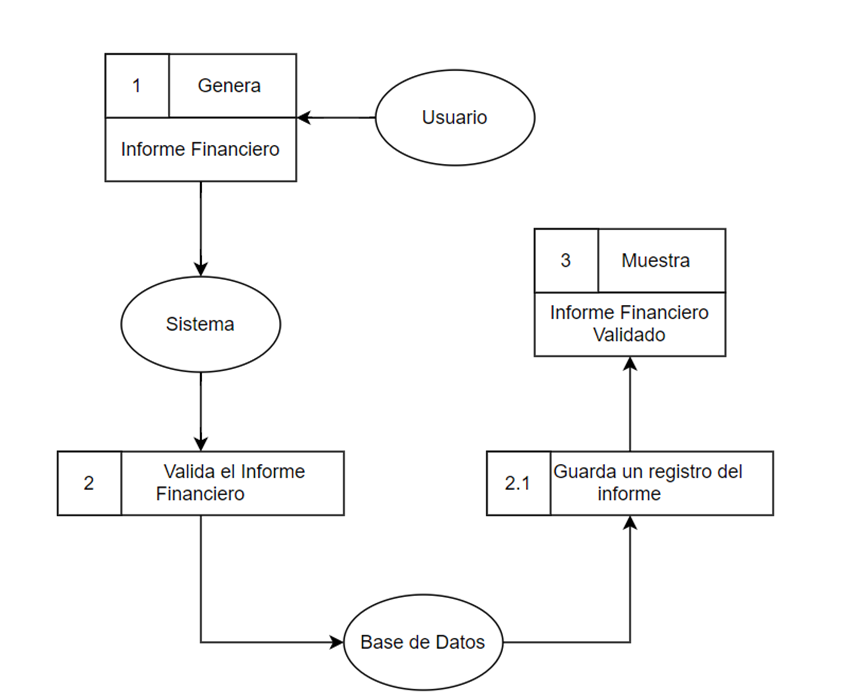 1
Genera
Usuario
Informe Financiero
Sistema
2
Valida el Informe
Financiero
Base de Datos
2.1
Guarda un registro del
informe
3
Muestra
Informe Financiero
Validado